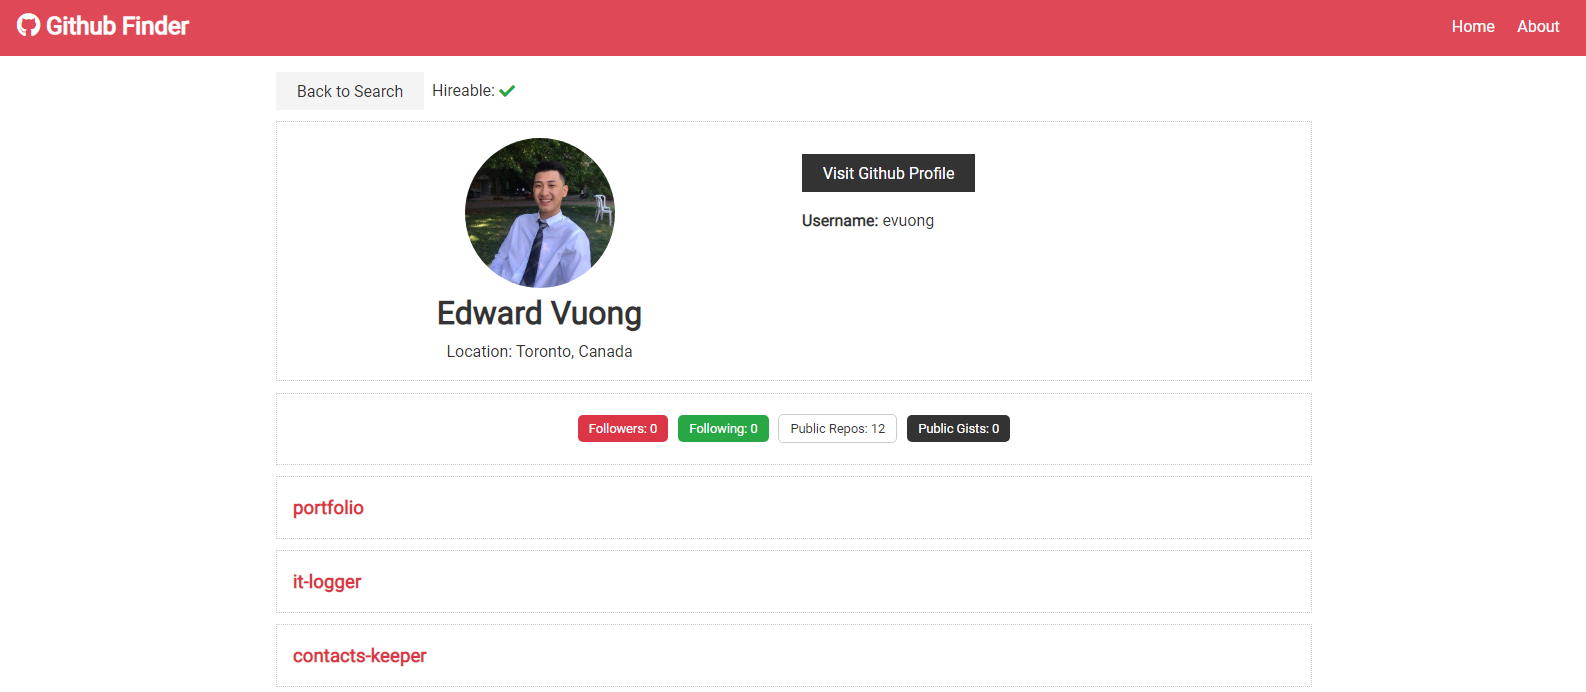 Github Finder
Home About
Back to Search Hireable:
Visit Github Profile
Username: evuong
Edward Vuong
Location: Toronto, Canada
Followers: 0 Following: 0 Public Repos: 12 Public Gists: 0
portfolio
it-logger
contacts-keeper